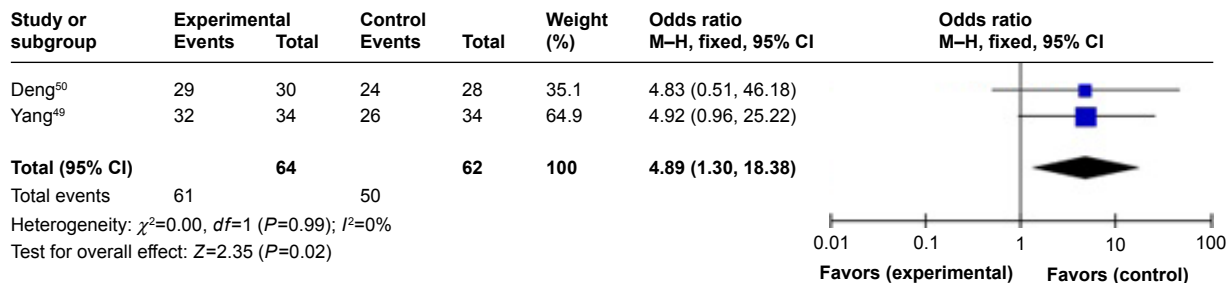 Study or Experimental Control Weight Odds ratio Odds ratio
subgroup Events Total Events Total (%) M–H, fixed, 95% CI M–H, fixed, 95% CI
Deng⁵⁰ 29 30 24 28 35.1 4.83 (0.51, 46.18)
Yang⁴⁹ 32 34 26 34 64.9 4.92 (0.96, 25.22)
Total (95% CI) 64 62 100 4.89 (1.30, 18.38)
Total events 61 50
Heterogeneity: χ²=0.00, df=1 (P=0.99); I²=0%
Test for overall effect: Z=2.35 (P=0.02)
0.01 0.1 1 10 100
Favors (experimental) Favors (control)